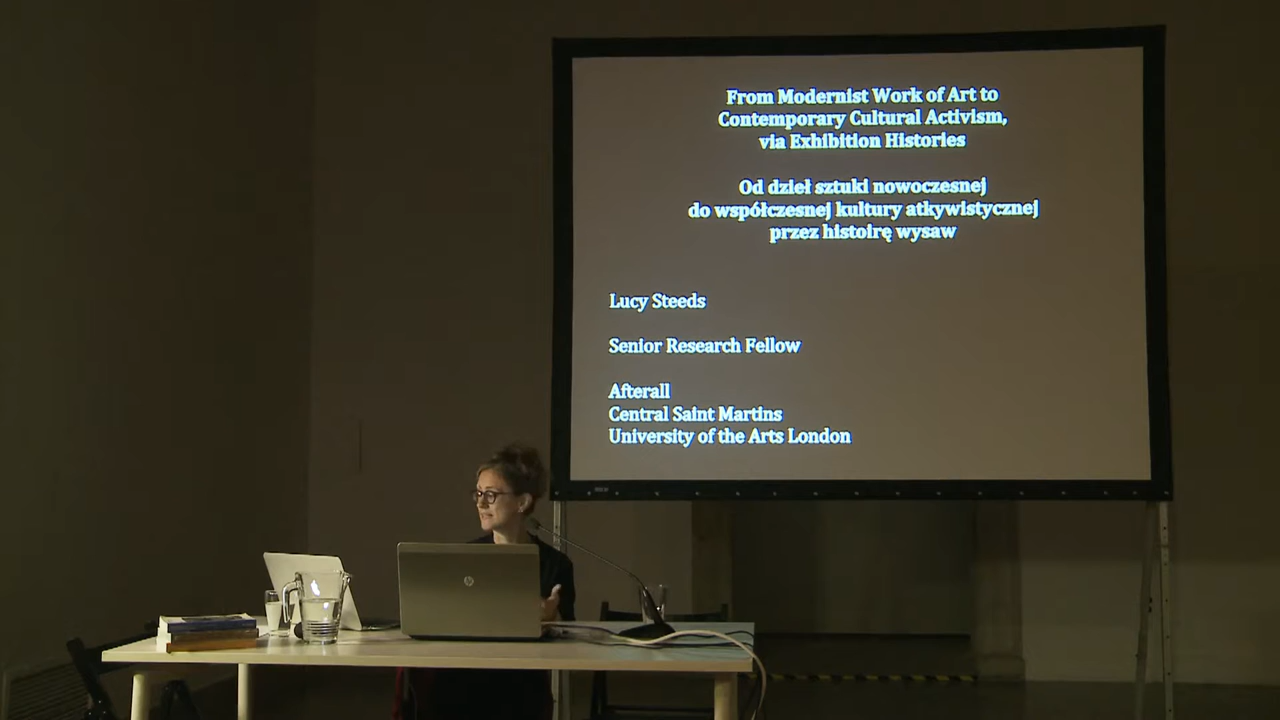 From Modernist Work of Art to
Contemporary Cultural Activism,
via Exhibition Histories
Od dzieł sztuki nowoczesnej
do współczesnej kultury atkywistycznej
przez histoirę wysaw
Lucy Steeds
Senior Research Fellow
Afterall
Central Saint Martins
University of the Arts London
hp